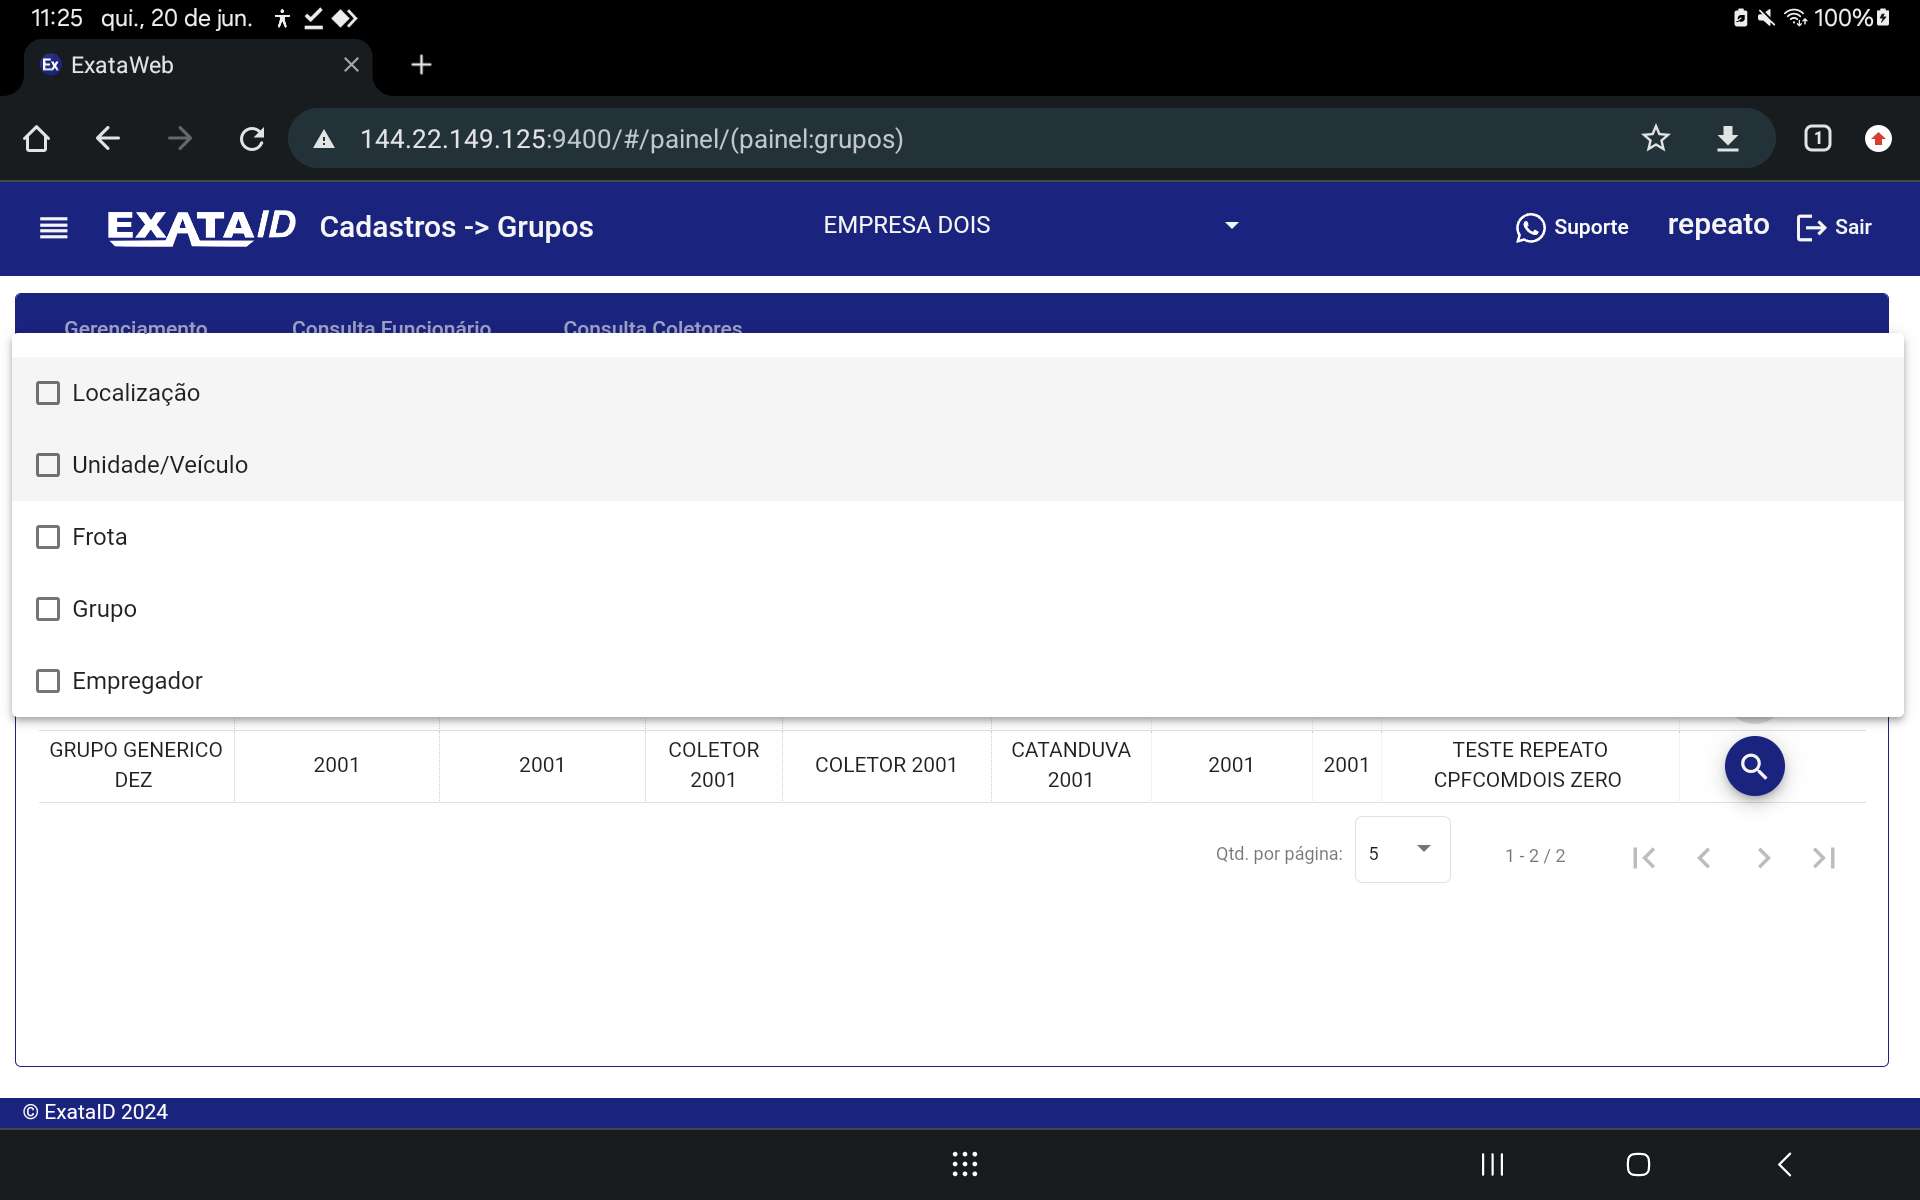 11:25 qui., 20 de jun.
100%
Ex ExataWeb
144.22.149.125:9400/#/painel/(painel:grupos)
1
EXATAID Cadastros -> Grupos EMPRESA DOIS Suporte repeato Sair
Gerenciamento Consulta Funcionário Consulta Coletores
Localização
Unidade/Veículo
Frota
Grupo
Empregador
GRUPO GENERICO DEZ 2001 2001 COLETOR 2001 COLETOR 2001 CATANDUVA 2001 2001 2001 TESTE REPEATO CPFCOMDOIS ZERO
Qtd. por página: 5 1 - 2 / 2
© ExataID 2024